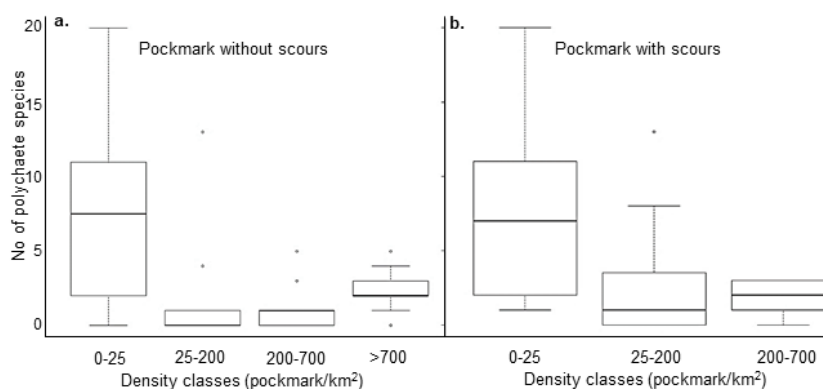 a.
Pockmark without scours
b.
Pockmark with scours
No of polychaete species
20
15
10
5
0
0-25 25-200 200-700 >700
Density classes (pockmark/km²)
0-25 25-200 200-700
Density classes (pockmark/km²)